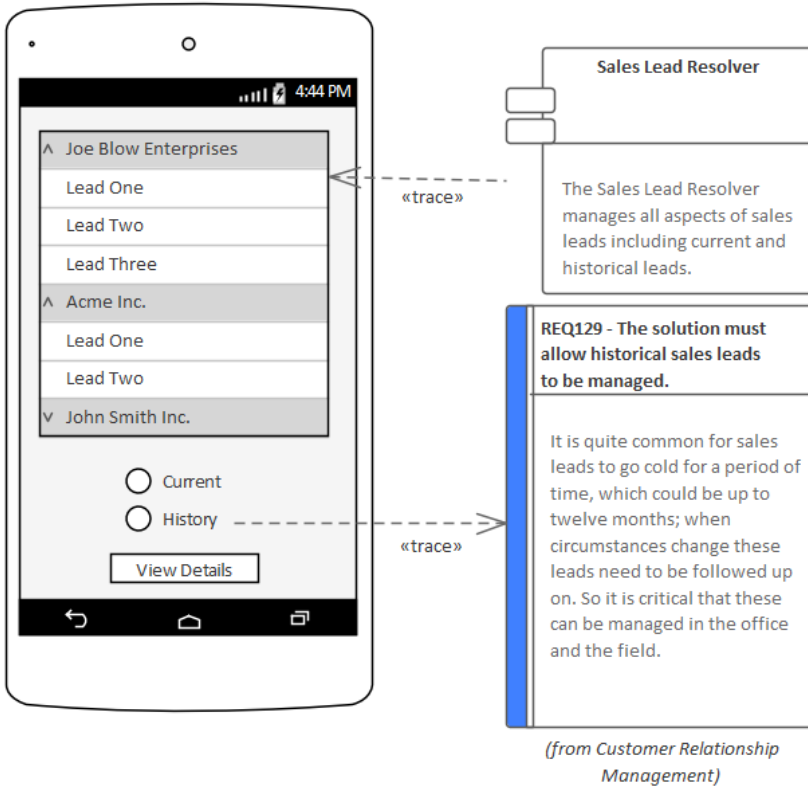 4:44 PM
Joe Blow Enterprises
Lead One
Lead Two
Lead Three
Acme Inc.
Lead One
Lead Two
John Smith Inc.
Current
History
View Details
«trace»
«trace»
Sales Lead Resolver
The Sales Lead Resolver
manages all aspects of sales
leads including current and
historical leads.
REQ129 - The solution must
allow historical sales leads
to be managed.
It is quite common for sales
leads to go cold for a period of
time, which could be up to
twelve months; when
circumstances change these
leads need to be followed up
on. So it is critical that these
can be managed in the office
and the field.
(from Customer Relationship
Management)